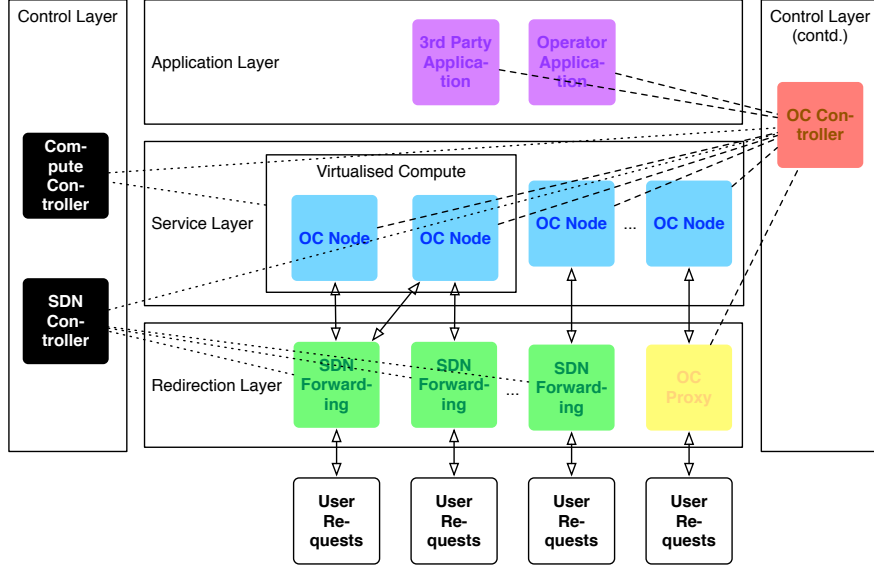 Control Layer
Control Layer
(contd.)
Application Layer
3rd Party
Applica-
tion
Operator
Applica-
tion
OC Con-
troller
Com-
pute
Con-
troller
Virtualised Compute
Service Layer
OC Node
OC Node
OC Node
...
OC Node
SDN
Con-
troller
Redirection Layer
SDN
Forward-
ing
SDN
Forward-
ing
...
SDN
Forward-
ing
OC
Proxy
User
Re-
quests
User
Re-
quests
User
Re-
quests
User
Re-
quests